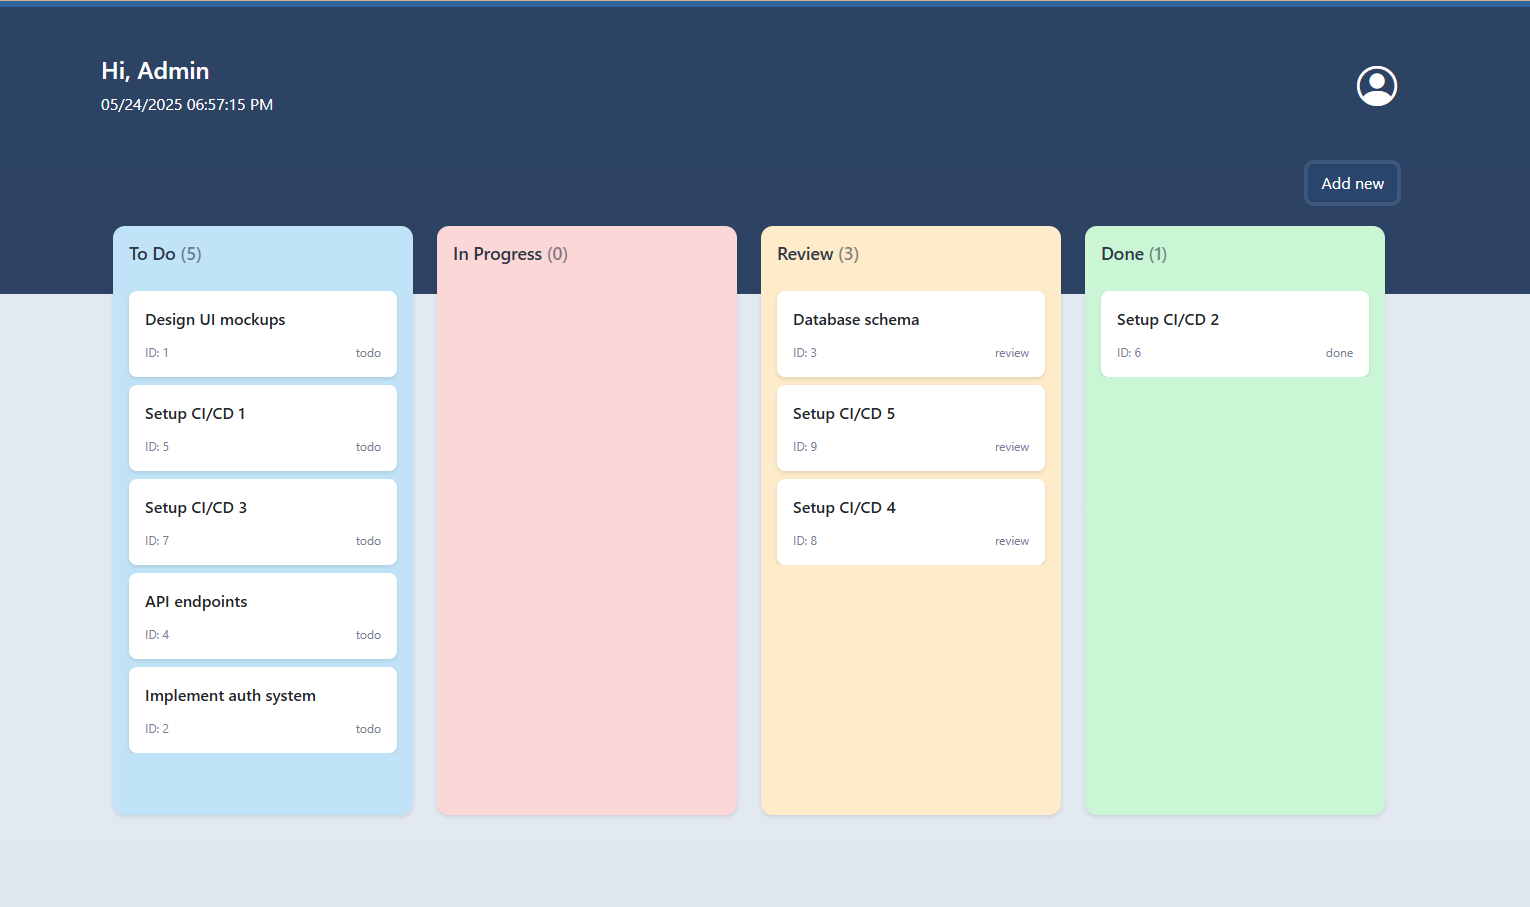 Hi, Admin
05/24/2025 06:57:15 PM
Add new
To Do (5)
Design UI mockups
ID: 1 todo
Setup CI/CD 1
ID: 5 todo
Setup CI/CD 3
ID: 7 todo
API endpoints
ID: 4 todo
Implement auth system
ID: 2 todo
In Progress (0)
Review (3)
Database schema
ID: 3 review
Setup CI/CD 5
ID: 9 review
Setup CI/CD 4
ID: 8 review
Done (1)
Setup CI/CD 2
ID: 6 done